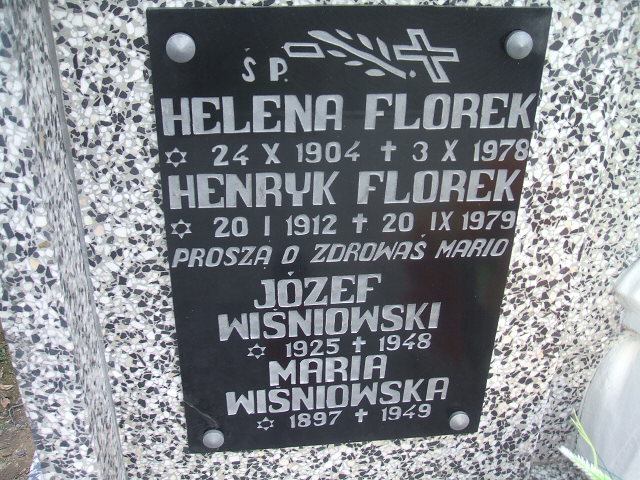 Ś P.
HELENA FLOREK
✡ 24 X 1904 ✝ 3 X 1978
HENRYK FLOREK
✡ 20 I 1912 ✝ 20 IX 1979
PROSZĄ O ZDROWAŚ MARIO
JÓZEF
WIŚNIOWSKI
✡ 1925 ✝ 1948
MARIA
WIŚNIOWSKA
✡ 1897 ✝ 1949